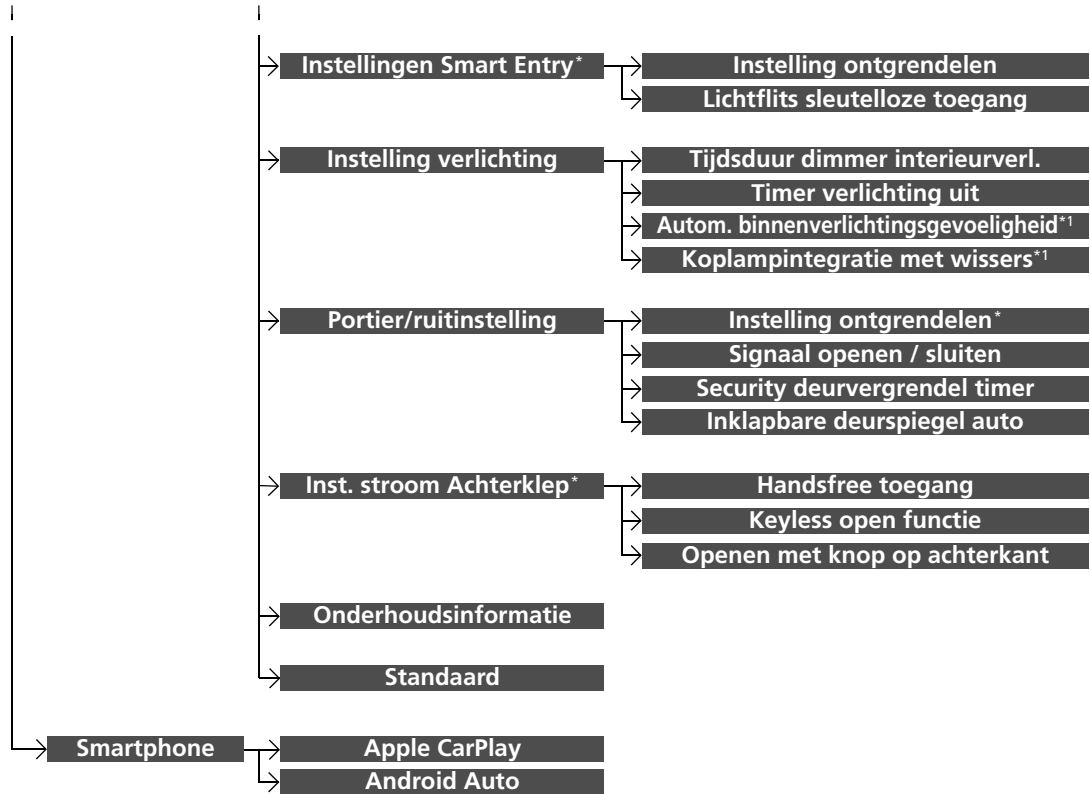 Instellingen Smart Entry*
Instelling ontgrendelen
Lichtflits sleutelloze toegang
Instelling verlichting
Tijdsduur dimmer interieurverl.
Timer verlichting uit
Autom. binnenverlichtingsgevoeligheid*1
Koplampintegratie met wissers*1
Portier/ruitinstelling
Instelling ontgrendelen*
Signaal openen / sluiten
Security deurvergrendel timer
Inklapbare deurspiegel auto
Inst. stroom Achterklep*
Handsfree toegang
Keyless open functie
Openen met knop op achterkant
Onderhoudsinformatie
Standaard
Smartphone
Apple CarPlay
Android Auto